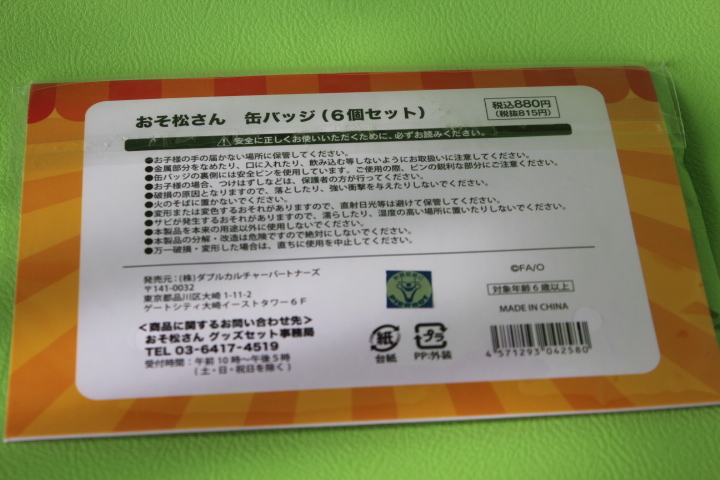 おそ松さん 缶バッジ(6個セット)
税込880円
(税抜815円)
安全に正しくお使いいただくために、必ずお読みください。
●お子様の手の届かない場所に保管してください。
●金属部分をなめたり、口に入れたり、飲み込む等しないようにお取扱いに注意してください。
●缶バッジの裏側には安全ピンを使用しています。ご使用の際、ピンの鋭利な部分にご注意ください。
●お子様の場合、つけはずしなどは、保護者の方が行ってください。
●破損の原因となりますので、落としたり、強い衝撃を与えたりしないでください。
●火のそばに置かないでください。
●変形または変色するおそれがありますので、直射日光等は避けて保管してください。
●サビが発生するおそれがありますので、濡らしたり、湿度の高い場所に置いたりしないでください。
●本製品を本来の用途以外に使用しないでください。
●本製品の分解・改造は危険ですので絶対にしないでください。
●万一破損・変形した場合は、直ちに使用を中止してください。
発売元:(株)ダブルカルチャーパートナーズ
〒141-0032
東京都品川区大崎1-11-2
ゲートシティ大崎イーストタワー6F
<商品に関するお問い合わせ先>
おそ松さん グッズセット事務局
TEL 03-6417-4519
受付時間:午前10時〜午後5時
(土・日・祝日を除く)
紙
台紙
プラ
PP:外装
©FA/O
対象年齢6歳以上
MADE IN CHINA
4 571293 042580